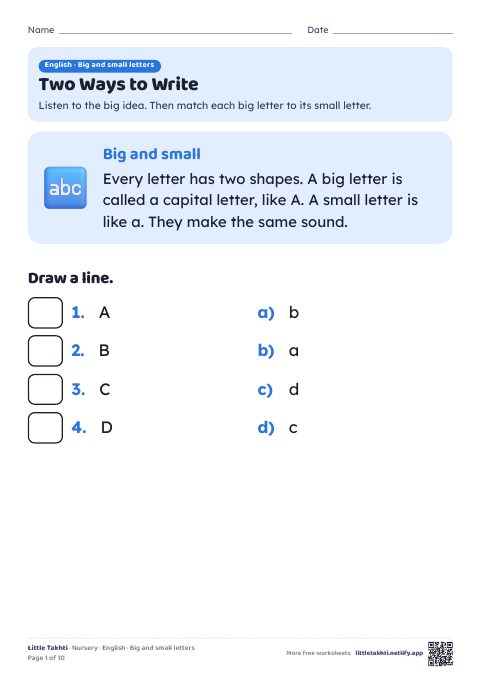 Name Date
English · Big and small letters
Two Ways to Write
Listen to the big idea. Then match each big letter to its small letter.
Big and small
abc
Every letter has two shapes. A big letter is
called a capital letter, like A. A small letter is
like a. They make the same sound.
Draw a line.
1. A a) b
2. B b) a
3. C c) d
4. D d) c
Little Takhti · Nursery · English · Big and small letters
Page 1 of 10
More free worksheets · littletakhti.netlify.app